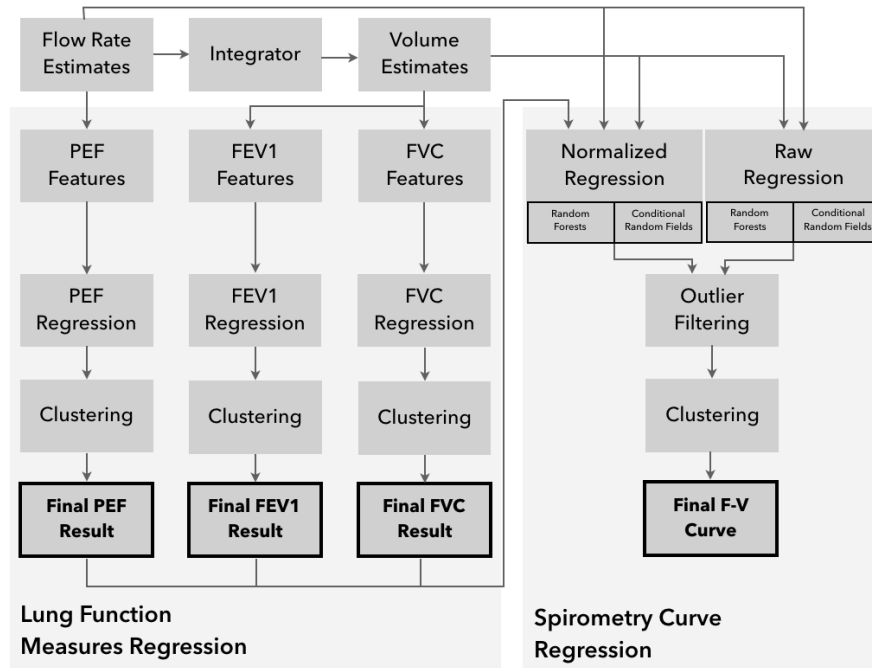 Flow Rate
Estimates
Integrator
Volume
Estimates
PEF
Features
FEV1
Features
FVC
Features
Normalized
Regression
Raw
Regression
Random
Forests
Conditional
Random Fields
Random
Forests
Conditional
Random Fields
PEF
Regression
FEV1
Regression
FVC
Regression
Outlier
Filtering
Clustering
Clustering
Clustering
Clustering
Final PEF
Result
Final FEV1
Result
Final FVC
Result
Final F-V
Curve
Lung Function
Measures Regression
Spirometry Curve
Regression